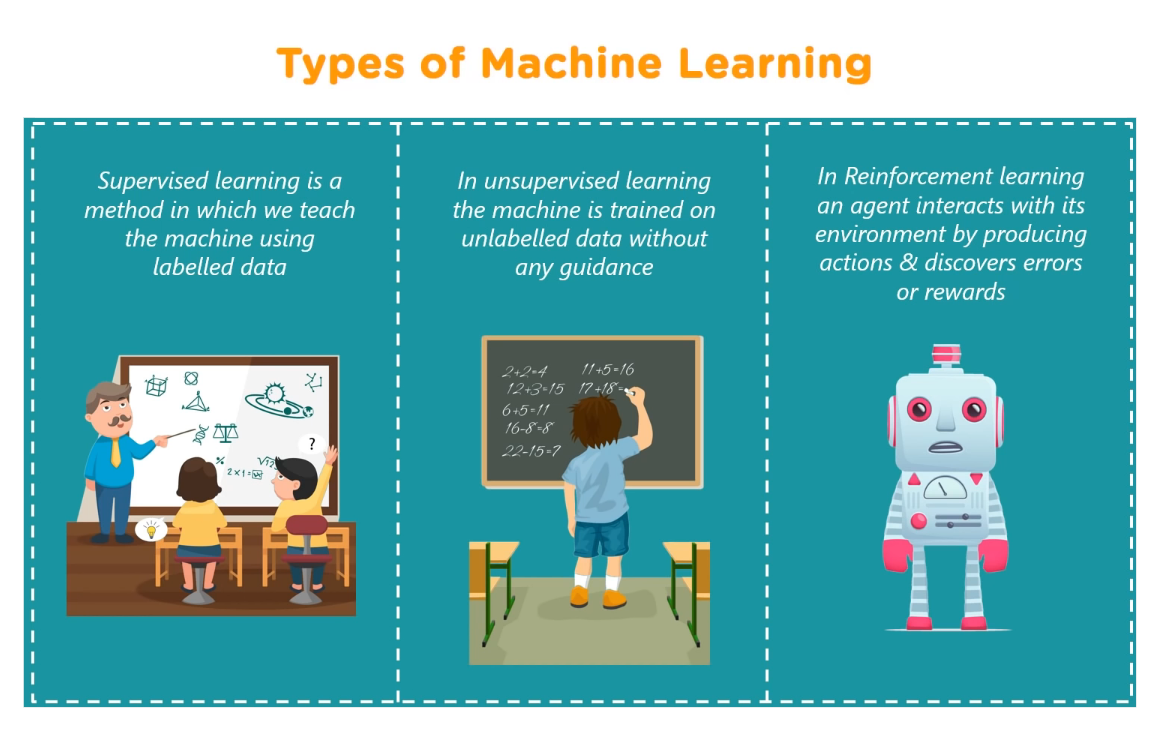 Types of Machine Learning
Supervised learning is a
method in which we teach
the machine using
labelled data
In unsupervised learning
the machine is trained on
unlabelled data without
any guidance
In Reinforcement learning
an agent interacts with its
environment by producing
actions & discovers errors
or rewards
?
%
2×1=
2+2=4
12+3=15
6+5=11
16-8=8
22-15=7
11+5=16
17+18=